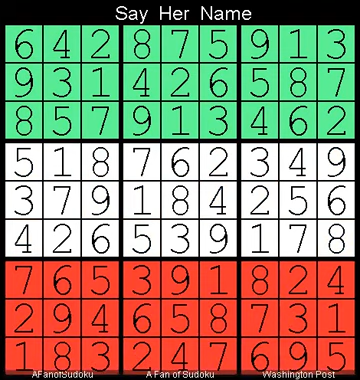 Say Her Name
6 4 2 8 7 5 9 1 3
9 3 1 4 2 6 5 8 7
8 5 7 9 1 3 4 6 2
5 1 8 7 6 2 3 4 9
3 7 9 1 8 4 2 5 6
4 2 6 5 3 9 1 7 8
7 6 5 3 9 1 8 2 4
2 9 4 6 5 8 7 3 1
1 8 3 2 4 7 6 9 5
AFanofSudoku A Fan of Sudoku Washington Post